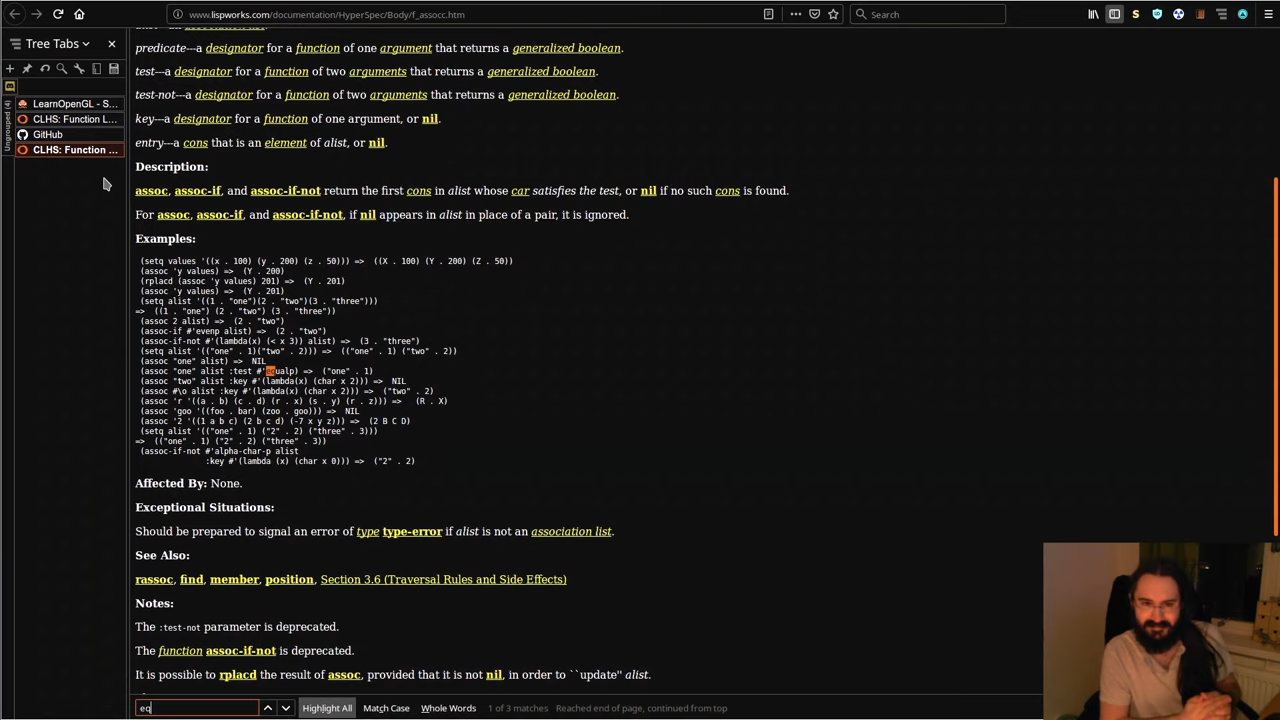 www.lispworks.com/documentation/HyperSpec/Body/f_assocc.htm
Search
Tree Tabs
predicate---a designator for a function of one argument that returns a generalized boolean.
test---a designator for a function of two arguments that returns a generalized boolean.
test-not---a designator for a function of two arguments that returns a generalized boolean.
key---a designator for a function of one argument, or nil.
entry---a cons that is an element of alist, or nil.
Ungrouped (4)
LearnOpenGL - S...
CLHS: Function L...
GitHub
CLHS: Function ...
Description:
assoc, assoc-if, and assoc-if-not return the first cons in alist whose car satisfies the test, or nil if no such cons is found.
For assoc, assoc-if, and assoc-if-not, if nil appears in alist in place of a pair, it is ignored.
Examples:
(setq values '((x . 100) (y . 200) (z . 50))) => ((X . 100) (Y . 200) (Z . 50))
(assoc 'y values) => (Y . 200)
(rplacd (assoc 'y values) 201) => (Y . 201)
(assoc 'y values) => (Y . 201)
(setq alist '((1 . "one")(2 . "two")(3 . "three")))
=> ((1 . "one") (2 . "two") (3 . "three"))
(assoc 2 alist) => (2 . "two")
(assoc-if #'evenp alist) => (2 . "two")
(assoc-if-not #'(lambda(x) (< x 3)) alist) => (3 . "three")
(setq alist '(("one" . 1)("two" . 2))) => (("one" . 1) ("two" . 2))
(assoc "one" alist) => NIL
(assoc "one" alist :test #'equalp) => ("one" . 1)
(assoc "two" alist :key #'(lambda(x) (char x 2))) => NIL
(assoc #\o alist :key #'(lambda(x) (char x 2))) => ("two" . 2)
(assoc 'r '((a . b) (c . d) (r . x) (s . y) (r . z))) => (R . X)
(assoc 'goo '((foo . bar) (zoo . goo))) => NIL
(assoc '2 '((1 a b c) (2 b c d) (-7 x y z))) => (2 B C D)
(setq alist '(("one" . 1) ("2" . 2) ("three" . 3)))
=> (("one" . 1) ("2" . 2) ("three" . 3))
(assoc-if-not #'alpha-char-p alist
:key #'(lambda (x) (char x 0))) => ("2" . 2)
Affected By: None.
Exceptional Situations:
Should be prepared to signal an error of type type-error if alist is not an association list.
See Also:
rassoc, find, member, position, Section 3.6 (Traversal Rules and Side Effects)
Notes:
The :test-not parameter is deprecated.
The function assoc-if-not is deprecated.
It is possible to rplacd the result of assoc, provided that it is not nil, in order to ``update'' alist.
eq
Highlight All
Match Case
Whole Words
1 of 3 matches
Reached end of page, continued from top